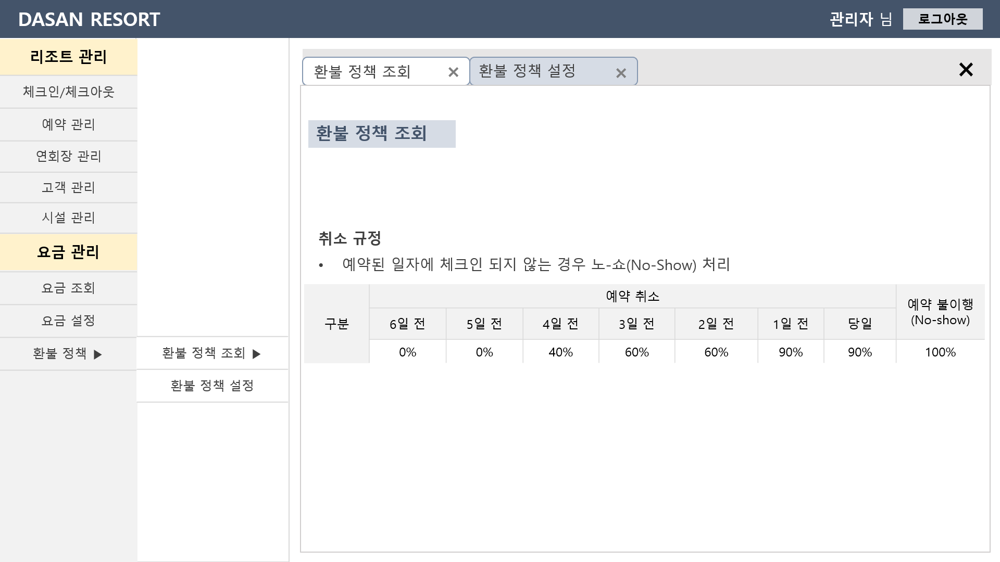 DASAN RESORT
관리자 님
로그아웃
리조트 관리
체크인/체크아웃
예약 관리
연회장 관리
고객 관리
시설 관리
요금 관리
요금 조회
요금 설정
환불 정책 ▶
환불 정책 조회 ▶
환불 정책 설정
환불 정책 조회 ×
환불 정책 설정 ×
×
환불 정책 조회
취소 규정
• 예약된 일자에 체크인 되지 않는 경우 노-쇼(No-Show) 처리
구분
예약 취소
예약 불이행
(No-show)
6일 전 5일 전 4일 전 3일 전 2일 전 1일 전 당일
0% 0% 40% 60% 60% 90% 90% 100%